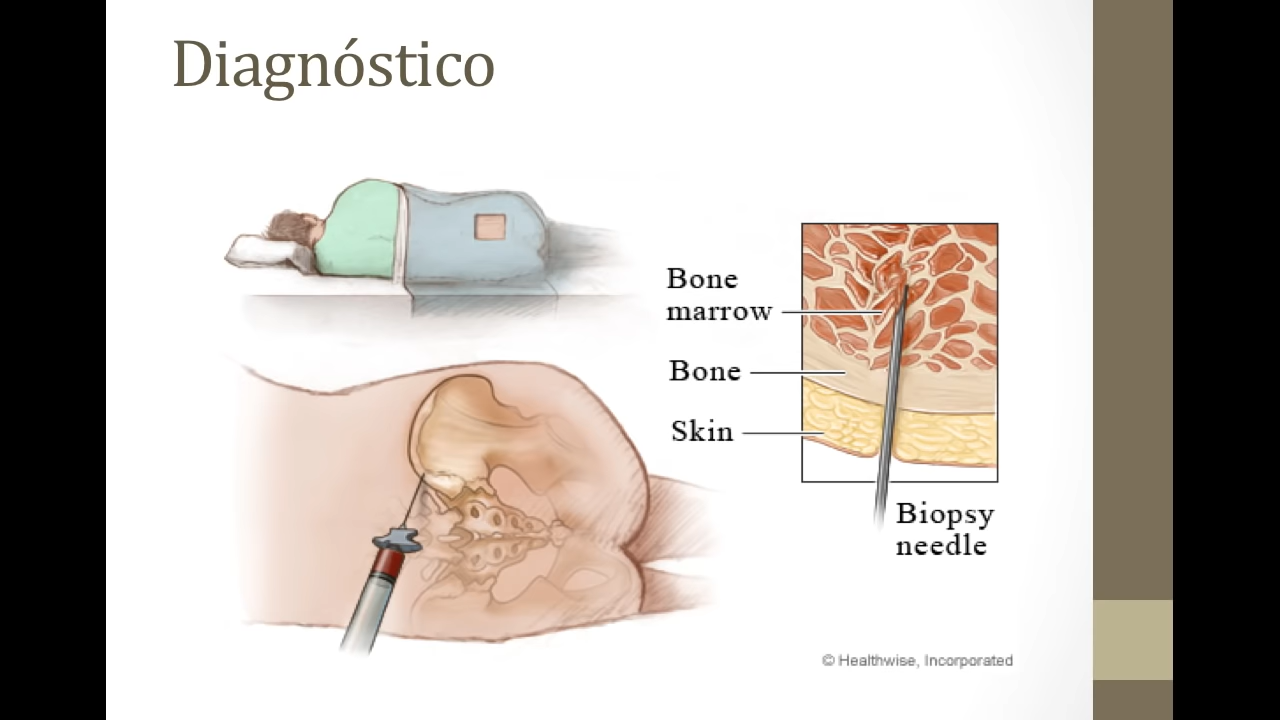 Diagnóstico
Bone
marrow
Bone
Skin
Biopsy
needle
© Healthwise, Incorporated